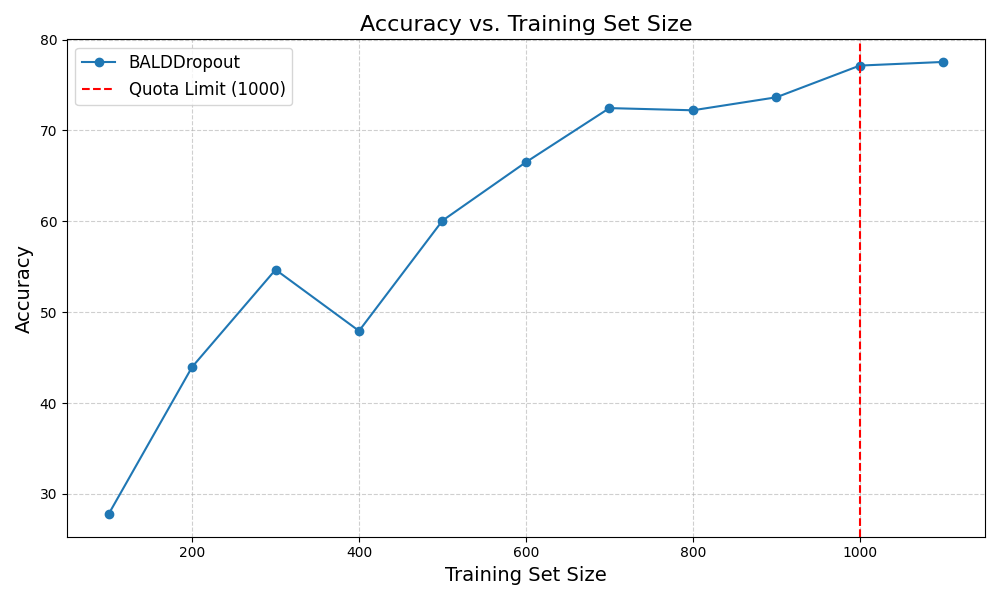 Accuracy vs. Training Set Size
BALDDropout
Quota Limit (1000)
Accuracy
80
70
60
50
40
30
200
400
600
800
1000
Training Set Size